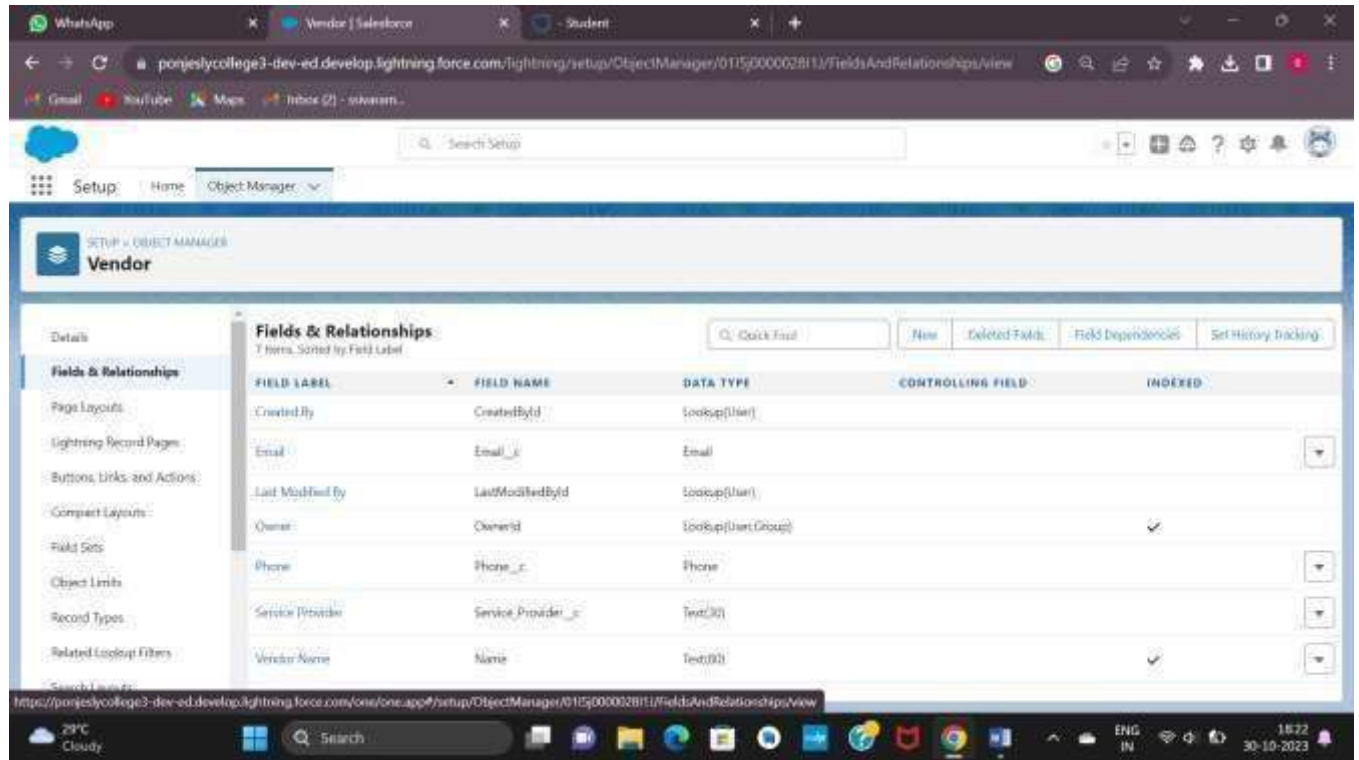 WhatsApp
Vendor | Salesforce
- Student
ponjeslycollege3-dev-ed.develop.lightning.force.com/lightning/setup/ObjectManager/
/FieldsAndRelationships/view
Gmail
YouTube
Maps
Inbox (2) -
Search Setup
Setup
Home
Object Manager
SETUP > OBJECT MANAGER
Vendor
Details
Fields & Relationships
Page Layouts
Lightning Record Pages
Buttons, Links, and Actions
Compact Layouts
Field Sets
Object Limits
Record Types
Related Lookup Filters
Search Layouts
Fields & Relationships
7 Items, Sorted by Field Label
Quick Find
New
Deleted Fields
Field Dependencies
Set History Tracking
FIELD LABEL FIELD NAME DATA TYPE CONTROLLING FIELD INDEXED
Created By CreatedById Lookup(User)
Email Email__c Email
Last Modified By LastModifiedById Lookup(User)
Owner OwnerId Lookup(User,Group)
Phone Phone__c Phone
Service Provider Service_Provider__c Text(30)
Vendor Name Name Text(80)
29°C
Cloudy
Search
ENG
IN
18:22
30-10-2023